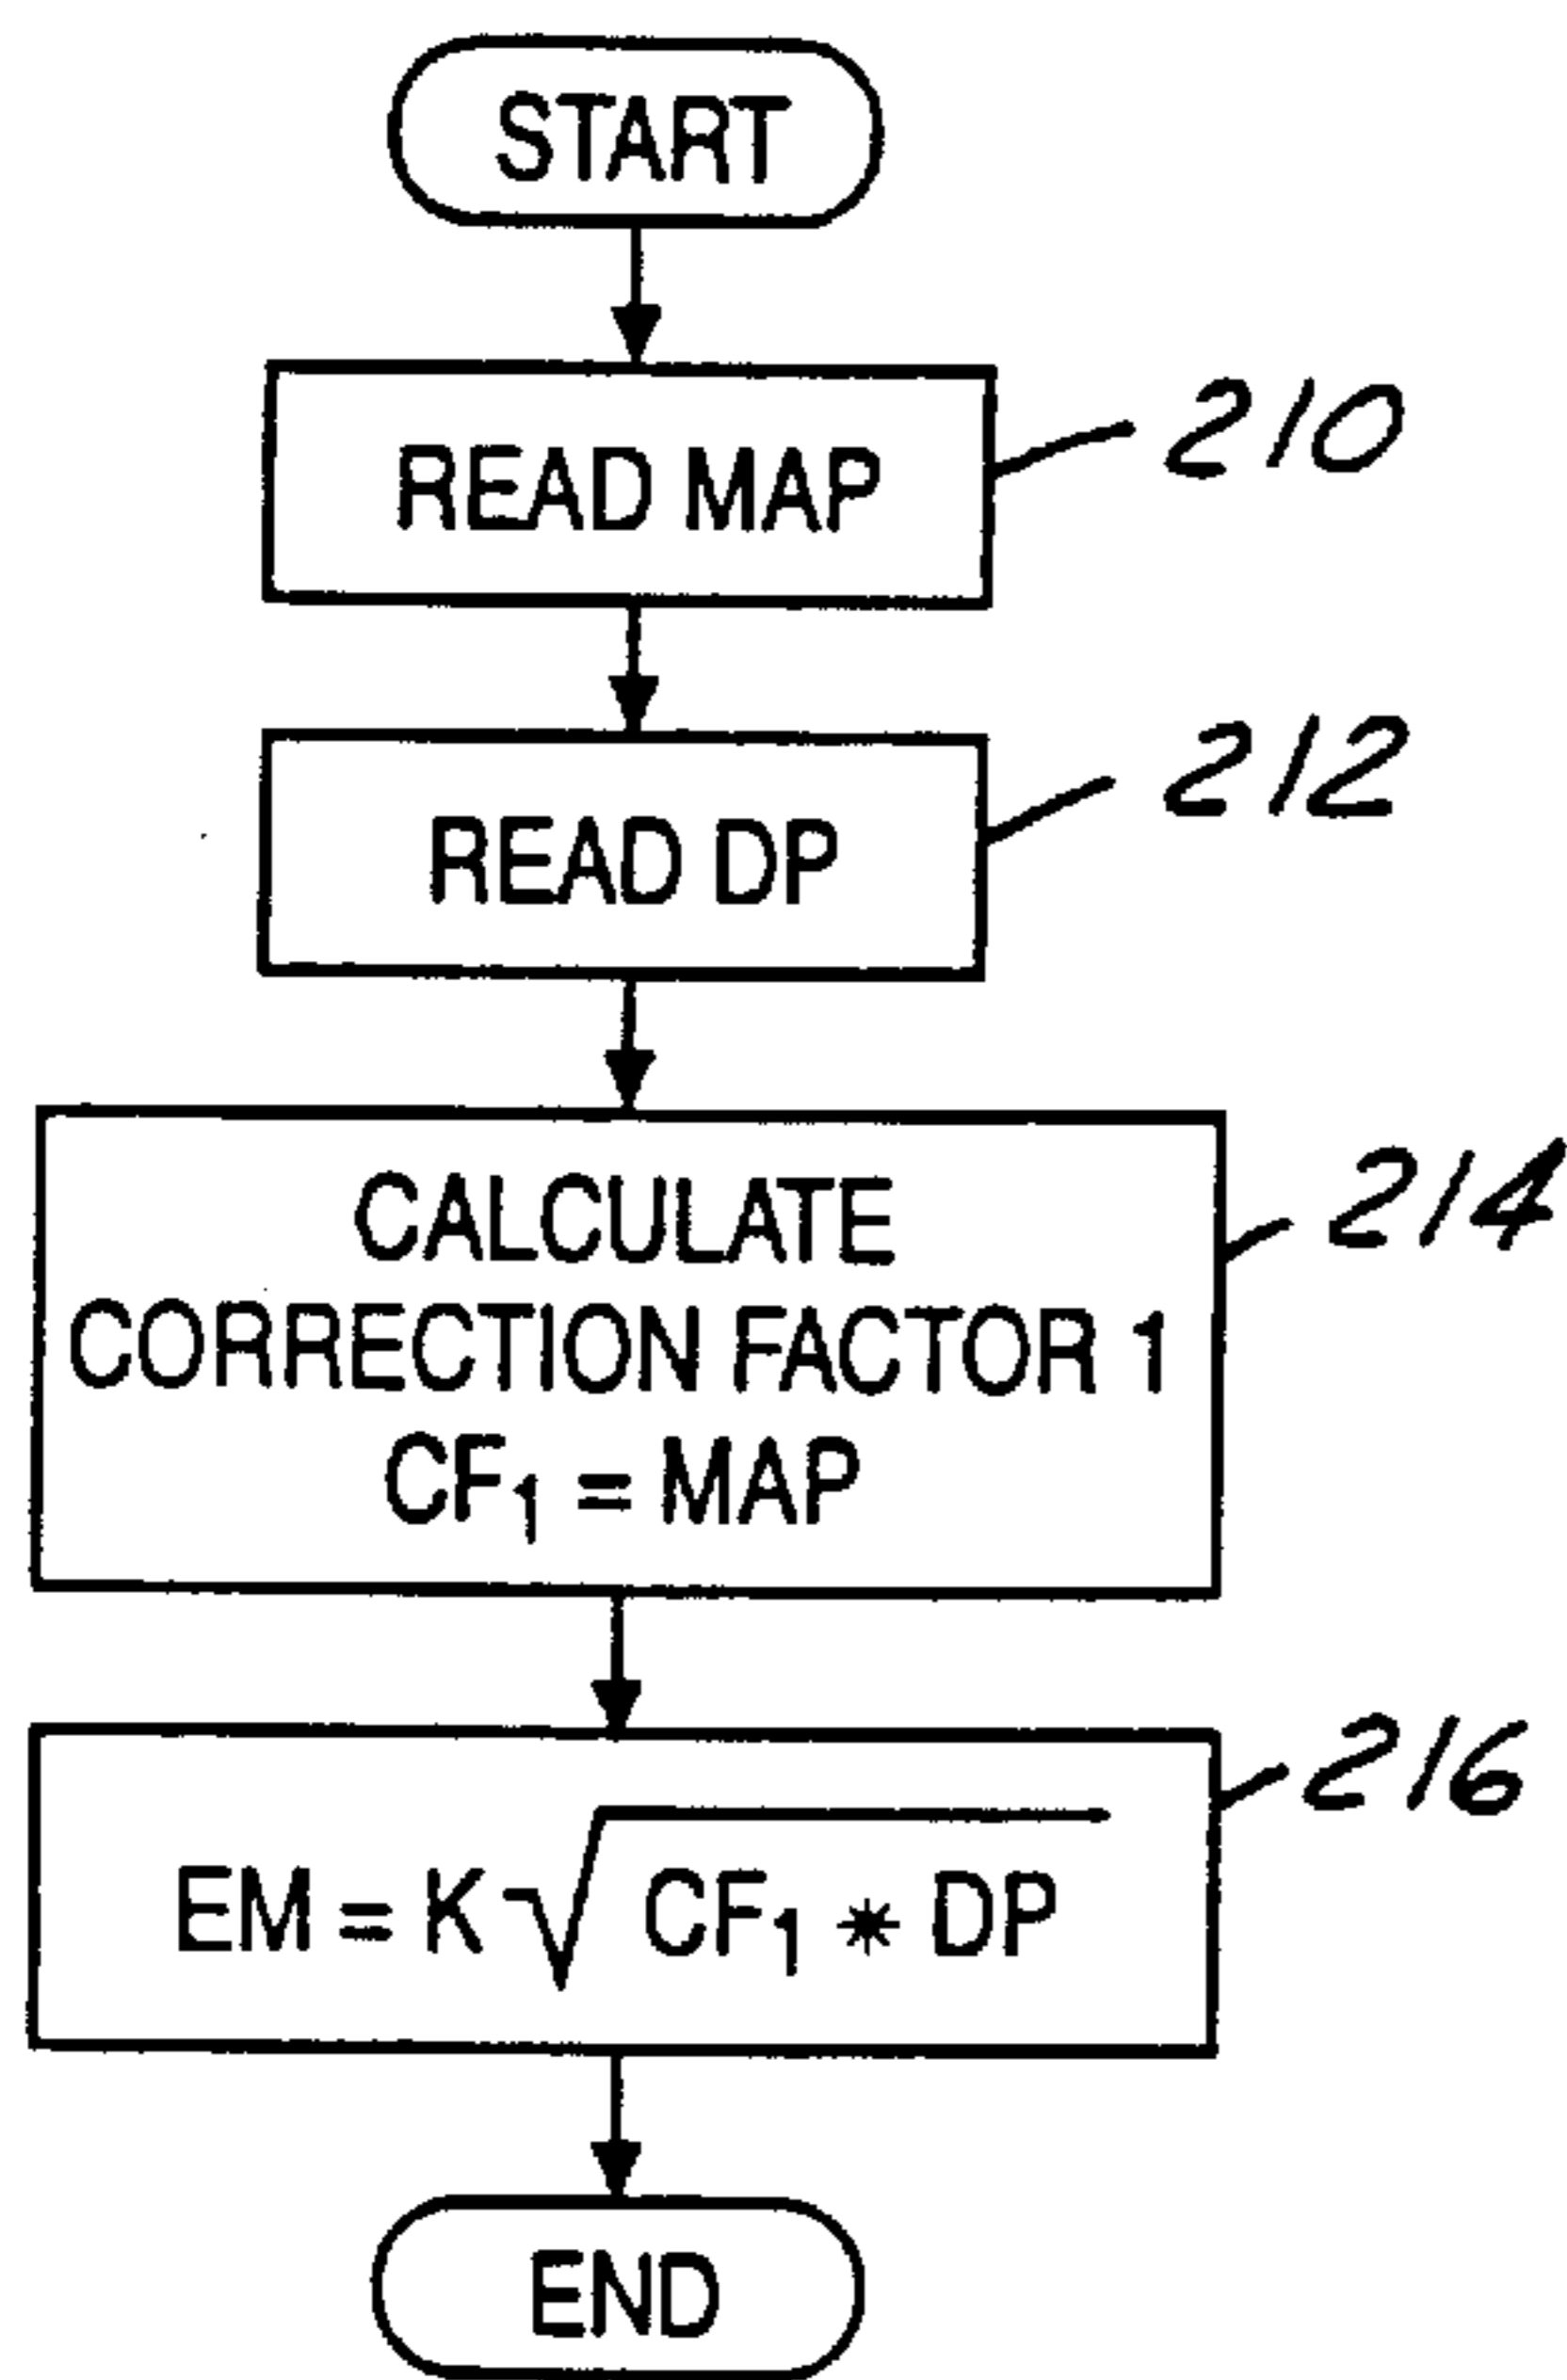 START
READ MAP
210
READ DP
212
CALCULATE
CORRECTION FACTOR 1
CF₁ = MAP
214
EM = K√CF₁ * DP
216
END